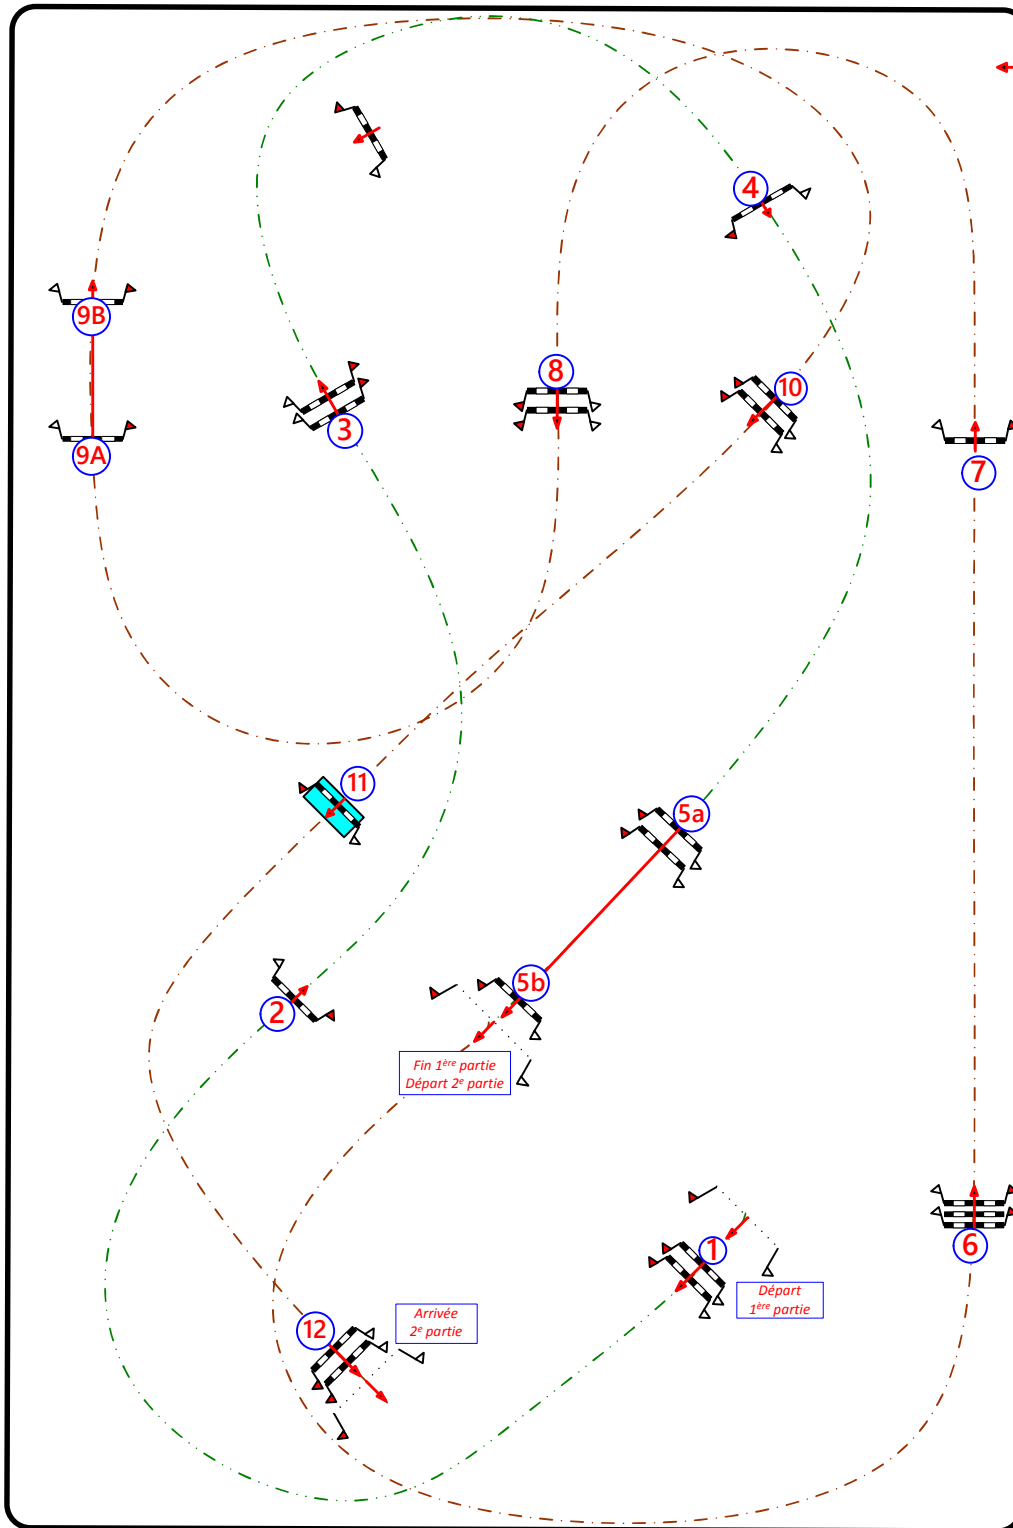 4
9B
8
10
3
9A
7
11
5a
5b
2
Fin 1ère partie
Départ 2e partie
1
6
Départ
1ère partie
12
Arrivée
2e partie